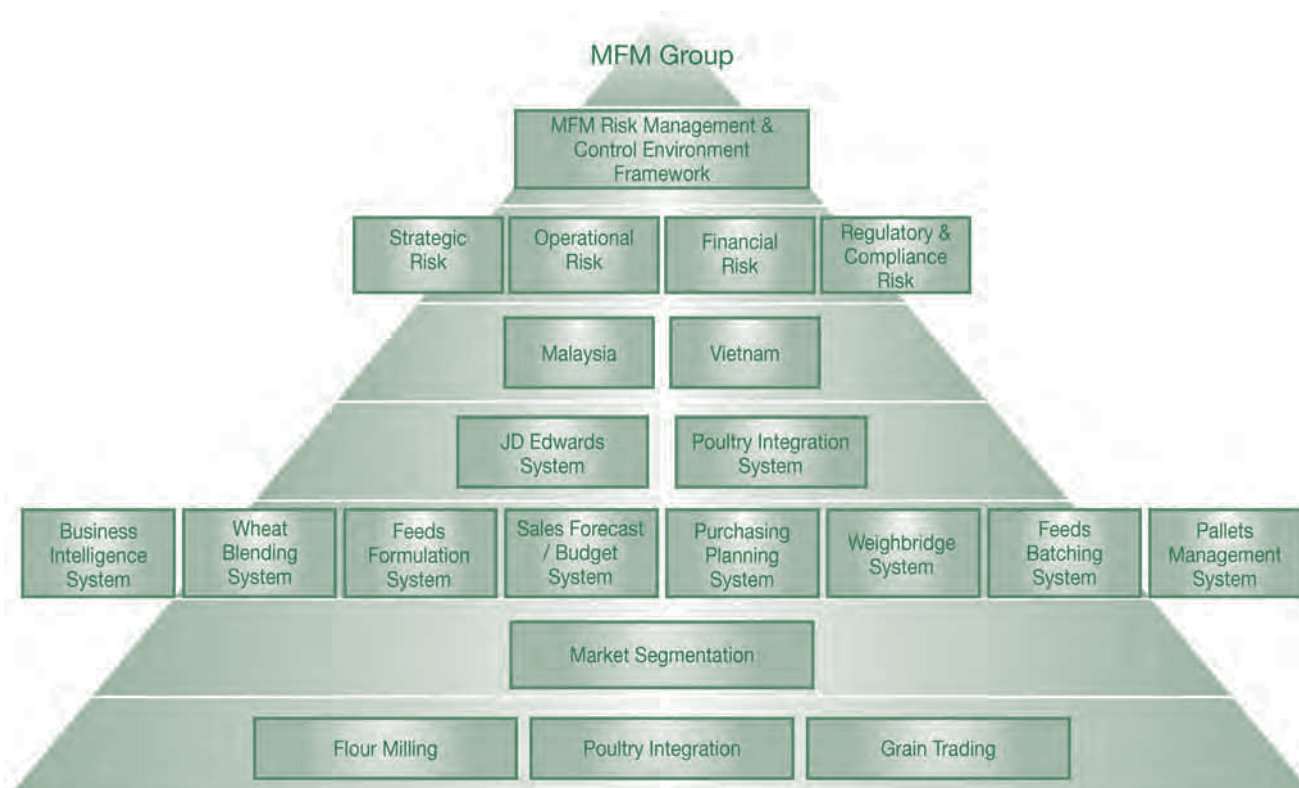 MFM Group
MFM Risk Management &
Control Environment
Framework
Strategic
Risk
Operational
Risk
Financial
Risk
Regulatory &
Compliance
Risk
Malaysia
Vietnam
JD Edwards
System
Poultry Integration
System
Business
Intelligence
System
Wheat
Blending
System
Feeds
Formulation
System
Sales Forecast
/ Budget
System
Purchasing
Planning
System
Weighbridge
System
Feeds
Batching
System
Pallets
Management
System
Market Segmentation
Flour Milling
Poultry Integration
Grain Trading